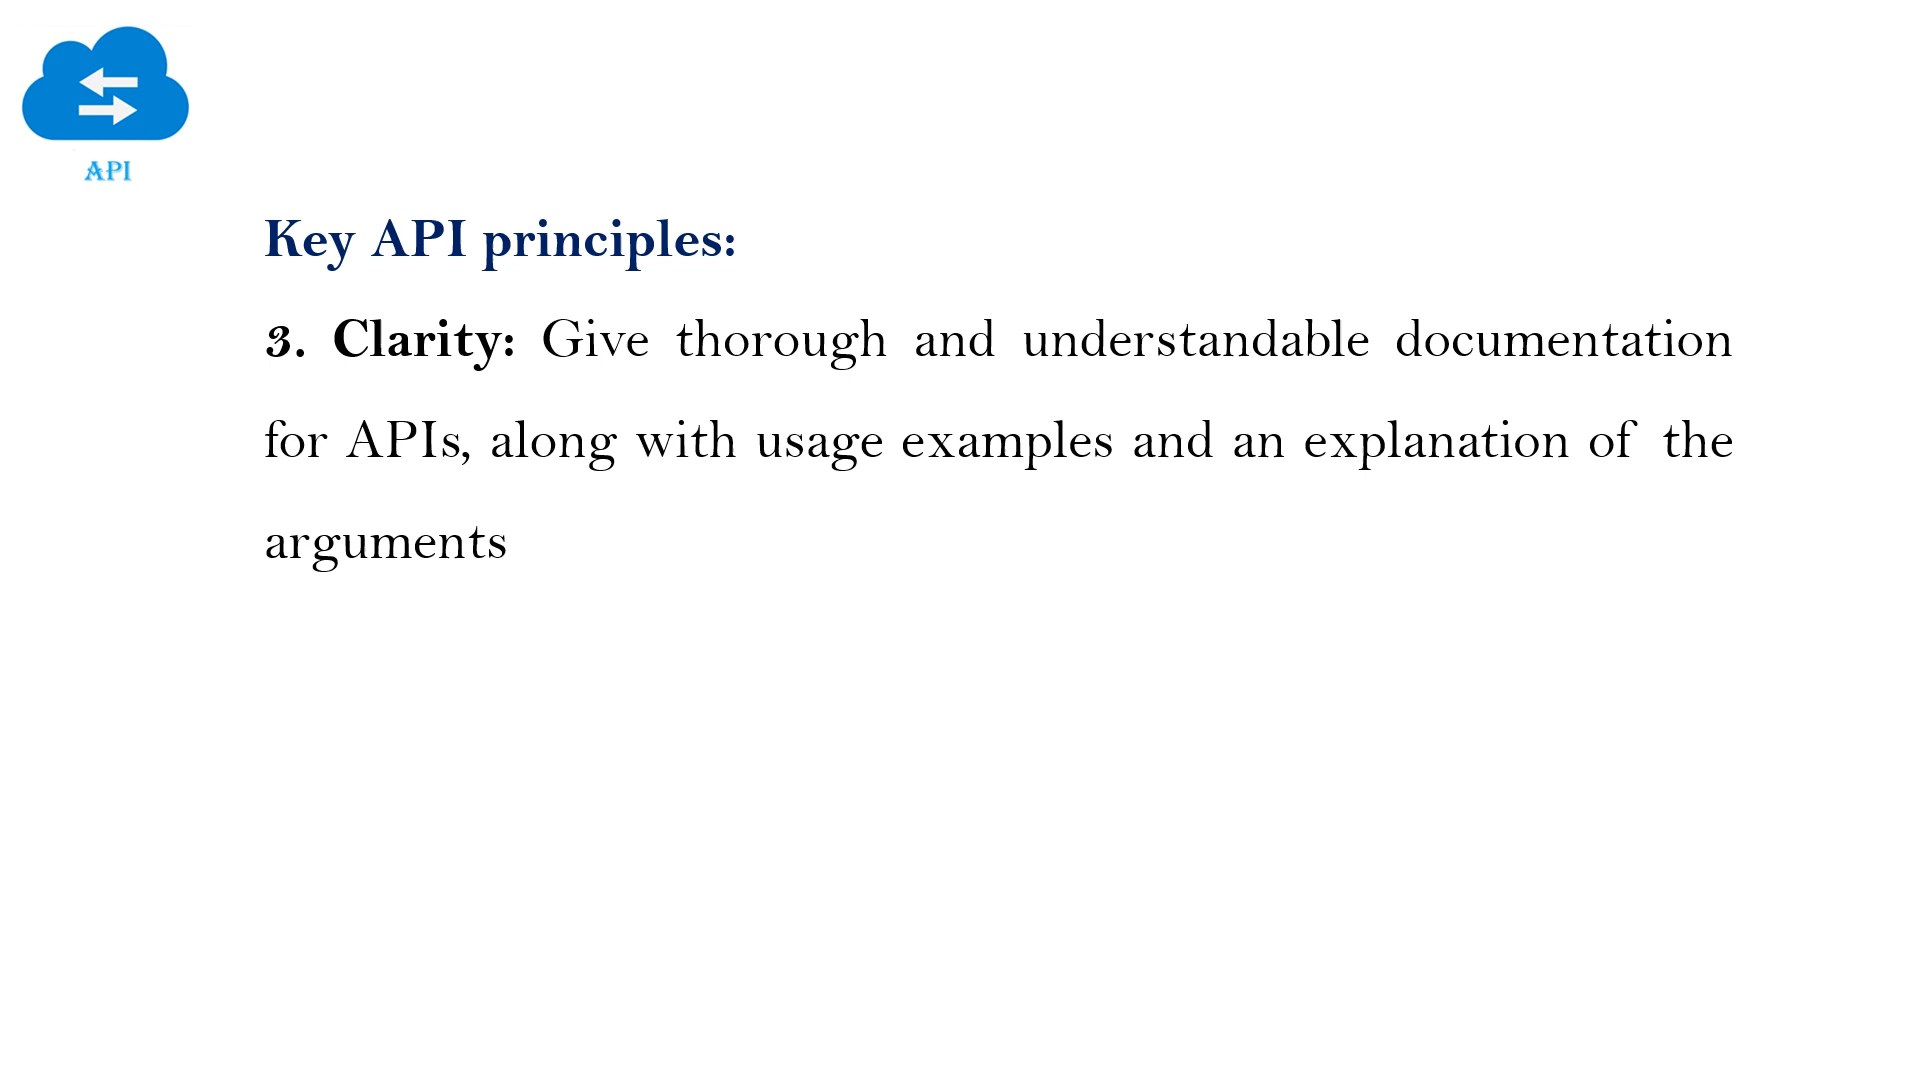 API
Key API principles:
3. Clarity: Give thorough and understandable documentation
for APIs, along with usage examples and an explanation of the
arguments